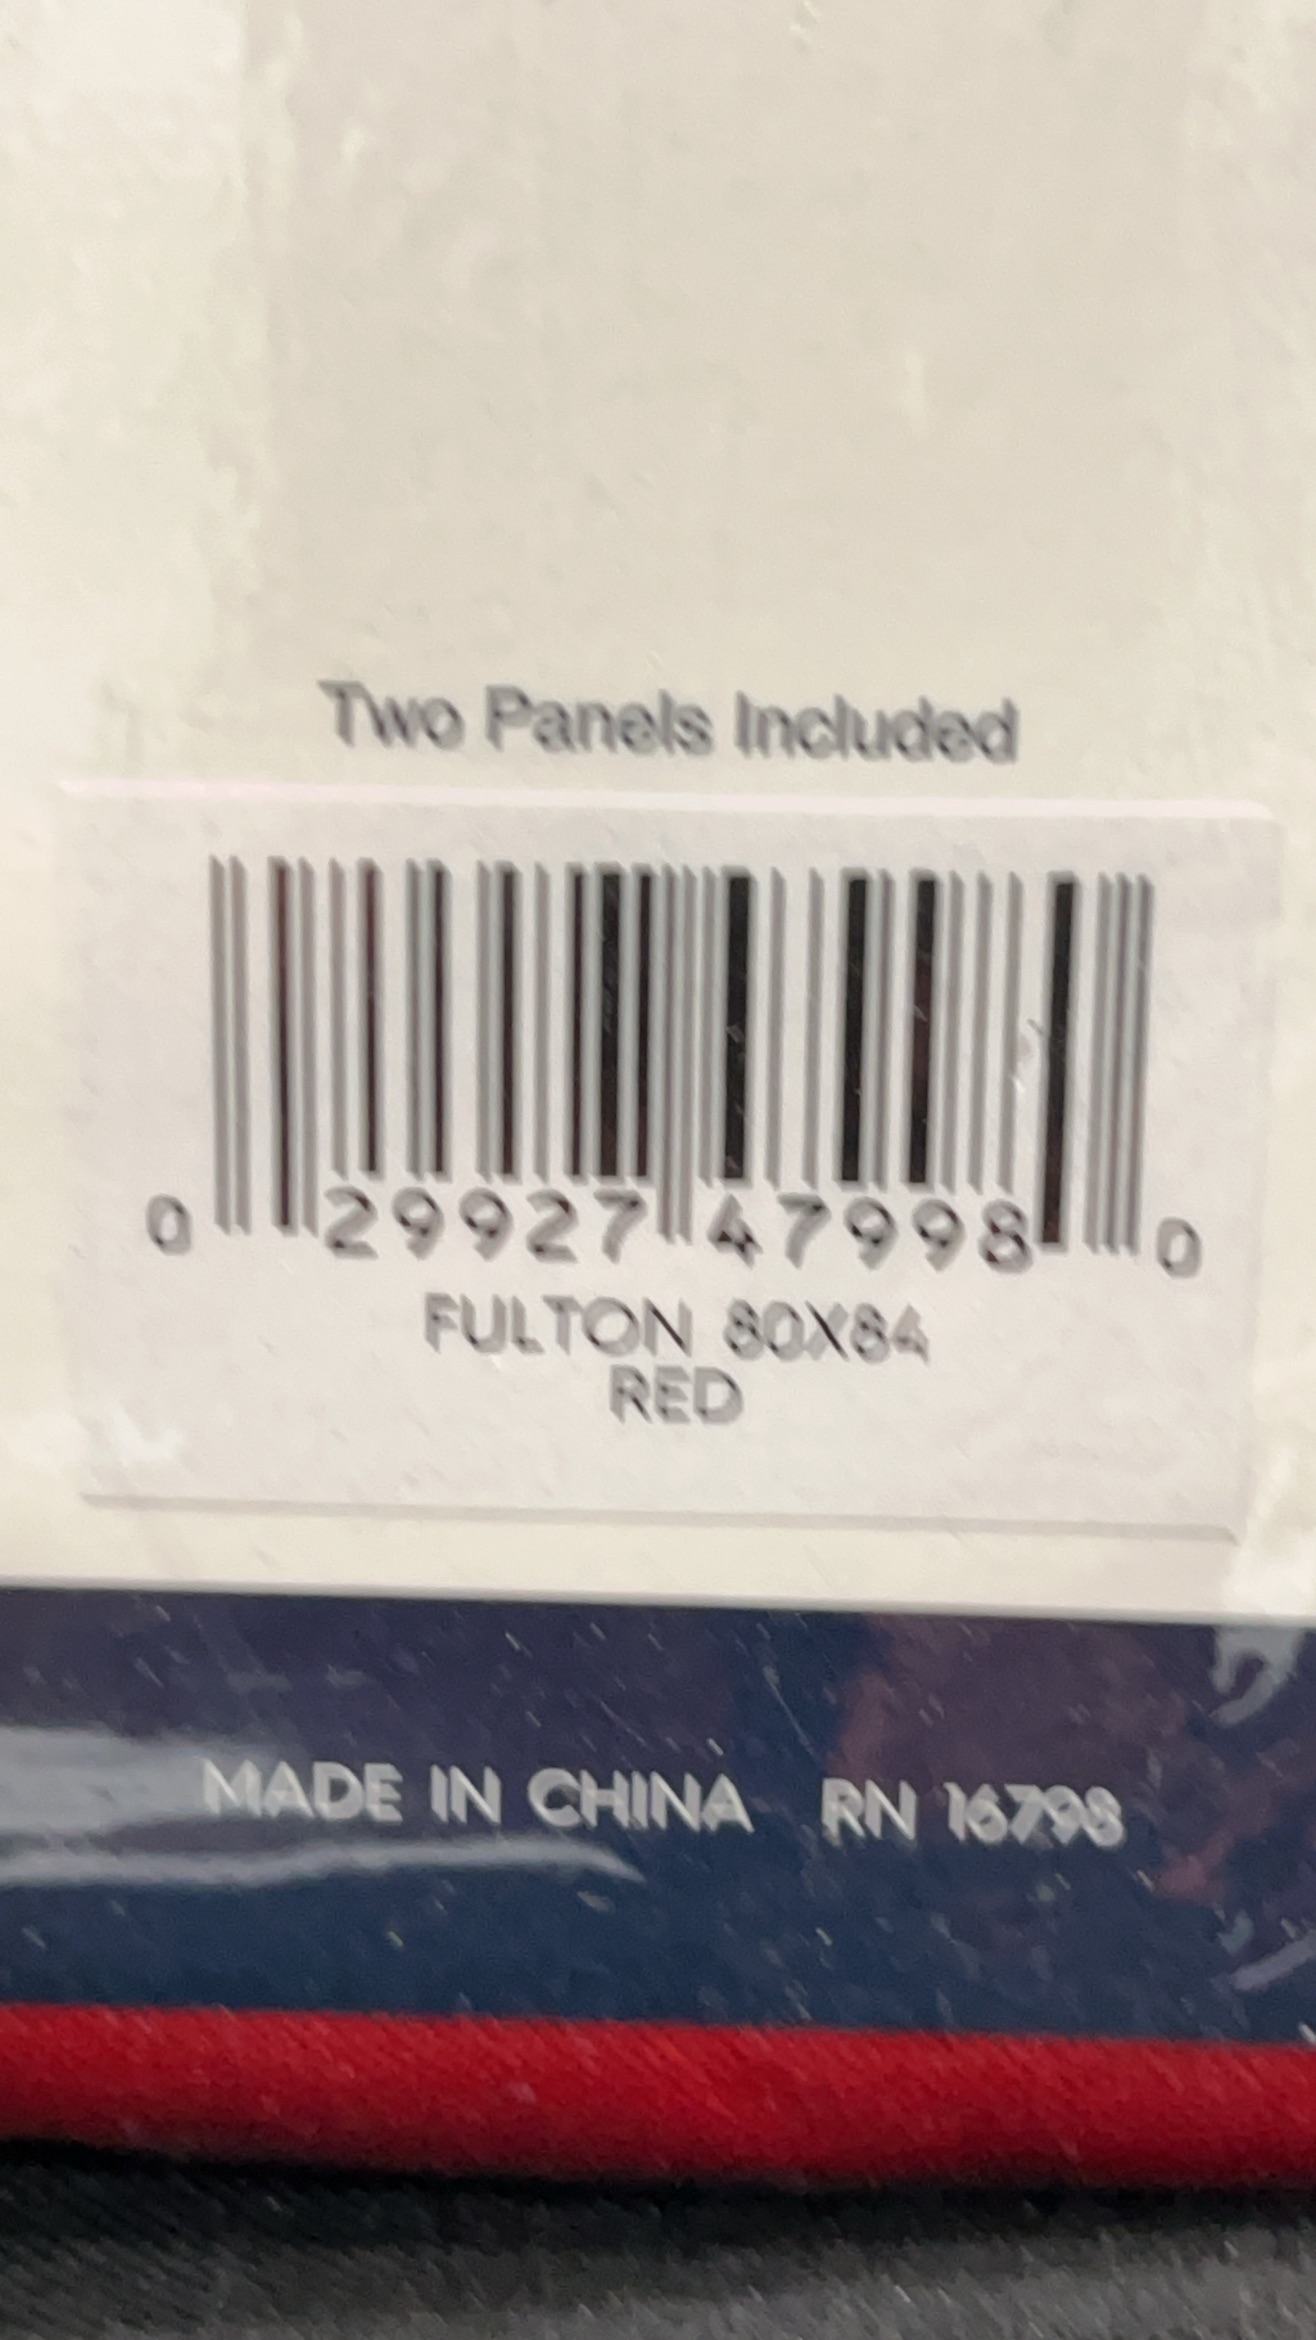 Two Panels Included
0 29927 47998 0
FULTON 80X84
RED
MADE IN CHINA RN 16798